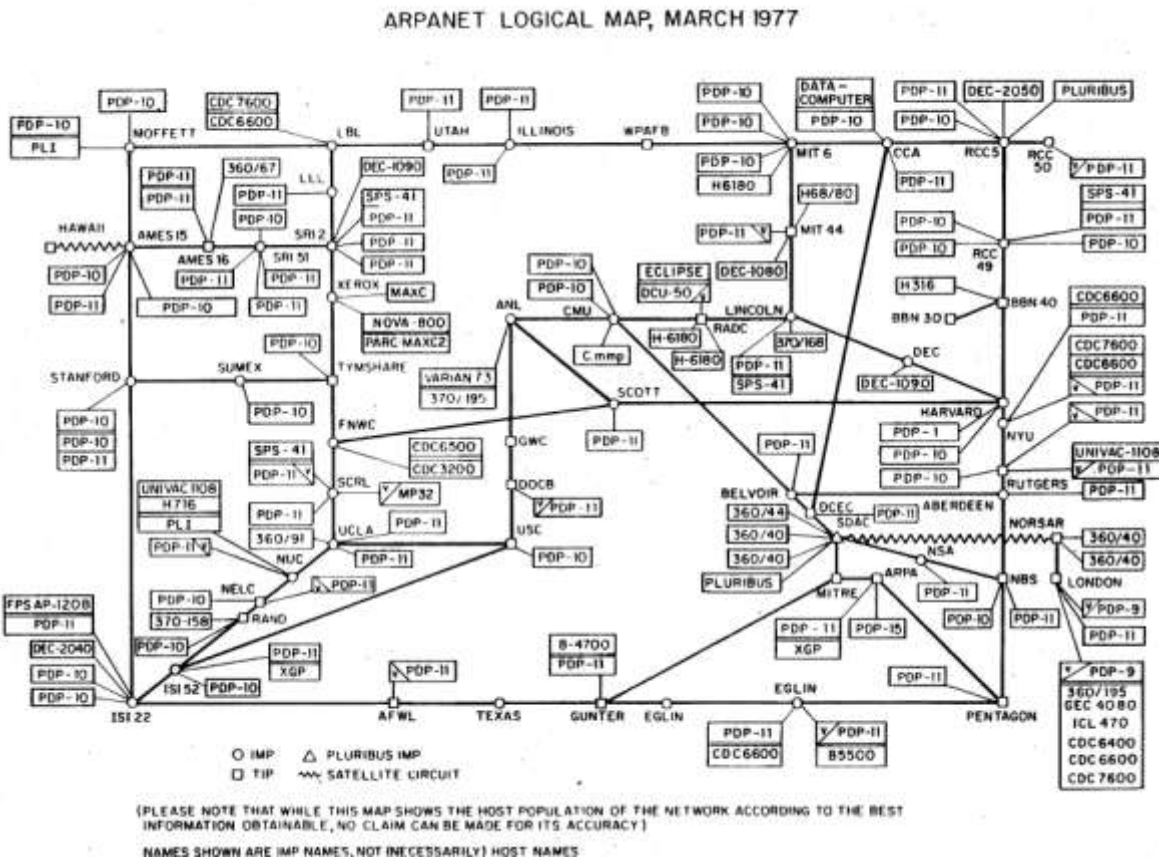 ARPANET LOGICAL MAP, MARCH 1977
PDP-10
PLI
PDP-10
MOFFETT
CDC 7600
CDC6600
LBL
PDP-11
UTAH
PDP-11
ILLINOIS
PDP-11
WPAFB
PDP-10
PDP-10
PDP-10
H6180
MIT 6
DATA-
COMPUTER
PDP-10
CCA
PDP-11
PDP-11
PDP-10
DEC-2050
PLURIBUS
RCC5
RCC
50
PDP-11
LLL
PDP-11
HAWAII
PDP-11
PDP-11
360/67
AMES 15
AMES 16
PDP-10
PDP-11
PDP-10
PDP-11
PDP-10
SRI 51
PDP-11
PDP-11
SRI 2
DEC-1090
SPS-41
PDP-11
PDP-11
PDP-11
H68/80
PDP-11
MIT 44
DEC-1080
PDP-10
PDP-10
SPS-41
PDP-11
PDP-10
RCC
49
XEROX
MAXC
NOVA-800
PARC MAXC2
ANL
VARIAN 73
370/195
PDP-10
PDP-10
CMU
C.mmp
ECLIPSE
DCU-50
H-6180
RADC
H-6180
LINCOLN
370/168
PDP-11
SPS-41
H316
BBN 30
BBN 40
DEC
DEC-1090
CDC6600
PDP-11
CDC7600
CDC6600
PDP-11
PDP-11
STANFORD
PDP-10
PDP-10
PDP-11
SUMEX
PDP-10
PDP-10
TYMSHARE
SCOTT
PDP-11
HARVARD
PDP-1
PDP-10
NYU
PDP-10
FNWC
CDC6500
CDC3200
GWC
DOCB
PDP-11
SPS-41
PDP-11
SCRL
MP32
PDP-11
PDP-11
BELVOIR
UNIVAC-1108
PDP-11
RUTGERS
PDP-11
ABERDEEN
UNIVAC 1108
H716
PLI
PDP-11
NUC
360/91
UCLA
PDP-11
PDP-11
USC
PDP-10
360/44
360/40
360/40
PLURIBUS
DCEC
PDP-11
SDAC
NSA
PDP-11
NORSAR
360/40
360/40
NELC
PDP-10
PDP-11
370-158
RAND
PDP-10
MITRE
ARPA
PDP-11
XGP
PDP-15
NBS
PDP-10
PDP-11
LONDON
PDP-9
PDP-11
FPS AP-120B
PDP-11
DEC-2040
PDP-10
PDP-10
ISI 22
ISI 52
PDP-11
XGP
PDP-10
PDP-11
AFWL
TEXAS
B-4700
PDP-11
GUNTER
EGLIN
EGLIN
PDP-11
CDC6600
PDP-11
B5500
PDP-11
PENTAGON
PDP-9
360/195
GEC 4080
ICL 470
CDC6400
CDC6600
CDC7600
IMP
PLURIBUS IMP
TIP
SATELLITE CIRCUIT
(PLEASE NOTE THAT WHILE THIS MAP SHOWS THE HOST POPULATION OF THE NETWORK ACCORDING TO THE BEST
INFORMATION OBTAINABLE, NO CLAIM CAN BE MADE FOR ITS ACCURACY)
NAMES SHOWN ARE IMP NAMES, NOT (NECESSARILY) HOST NAMES